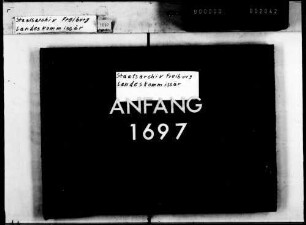 Staatsarchiv Freiburg
Landeskommissär
Staatsarchiv Freiburg
Landeskommissär
ANFANG
1697